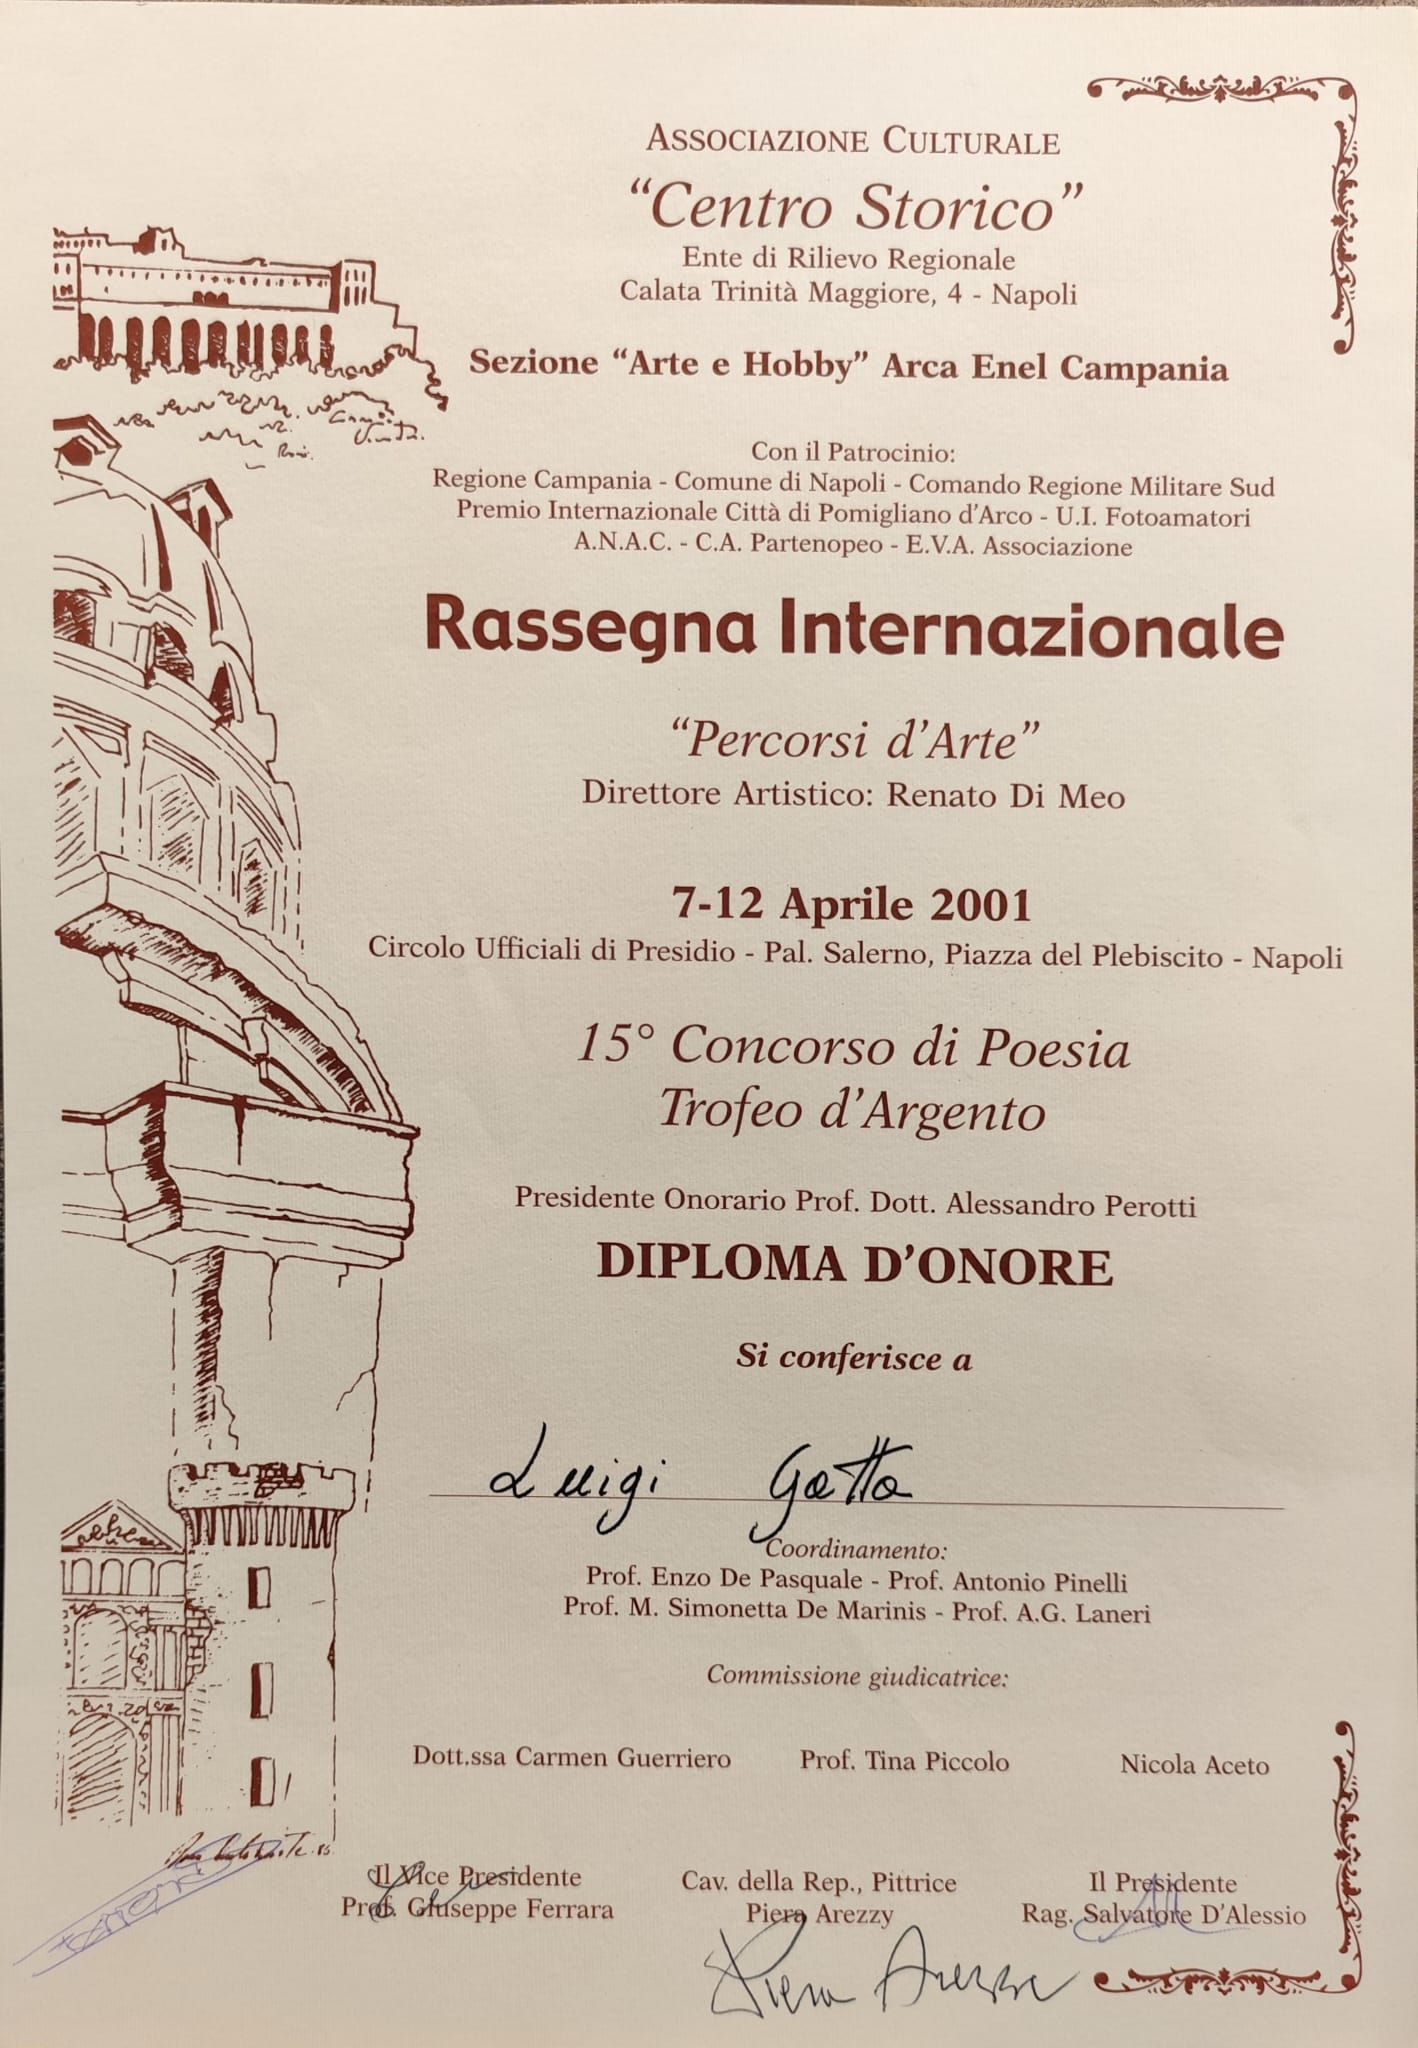 ASSOCIAZIONE CULTURALE
“Centro Storico”
Ente di Rilievo Regionale
Calata Trinità Maggiore, 4 - Napoli
Sezione “Arte e Hobby” Arca Enel Campania
Con il Patrocinio:
Regione Campania - Comune di Napoli - Comando Regione Militare Sud
Premio Internazionale Città di Pomigliano d’Arco - U.I. Fotoamatori
A.N.A.C. - C.A. Partenopeo - E.V.A. Associazione
Rassegna Internazionale
“Percorsi d’Arte”
Direttore Artistico: Renato Di Meo
7-12 Aprile 2001
Circolo Ufficiali di Presidio - Pal. Salerno, Piazza del Plebiscito - Napoli
15° Concorso di Poesia
Trofeo d’Argento
Presidente Onorario Prof. Dott. Alessandro Perotti
DIPLOMA D’ONORE
Si conferisce a
Luigi Gatta
Coordinamento:
Prof. Enzo De Pasquale - Prof. Antonio Pinelli
Prof. M. Simonetta De Marinis - Prof. A.G. Laneri
Commissione giudicatrice:
Dott.ssa Carmen Guerriero Prof. Tina Piccolo Nicola Aceto
Il Vice Presidente Cav. della Rep., Pittrice Il Presidente
Prof. Giuseppe Ferrara Piera Arezzy Rag. Salvatore D’Alessio
Piera Arezzy